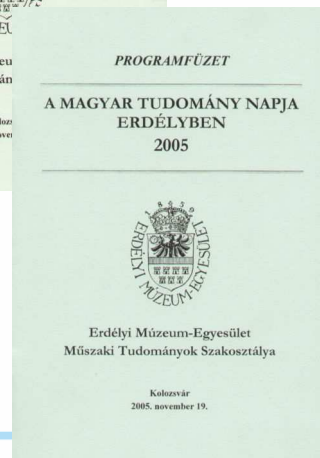 PROGRAMFÜZET
A MAGYAR TUDOMÁNY NAPJA
ERDÉLYBEN
2005
1859
ERDÉLYI MÚZEUM-EGYESÜLET
Erdélyi Múzeum-Egyesület
Műszaki Tudományok Szakosztálya
Kolozsvár
2005. november 19.